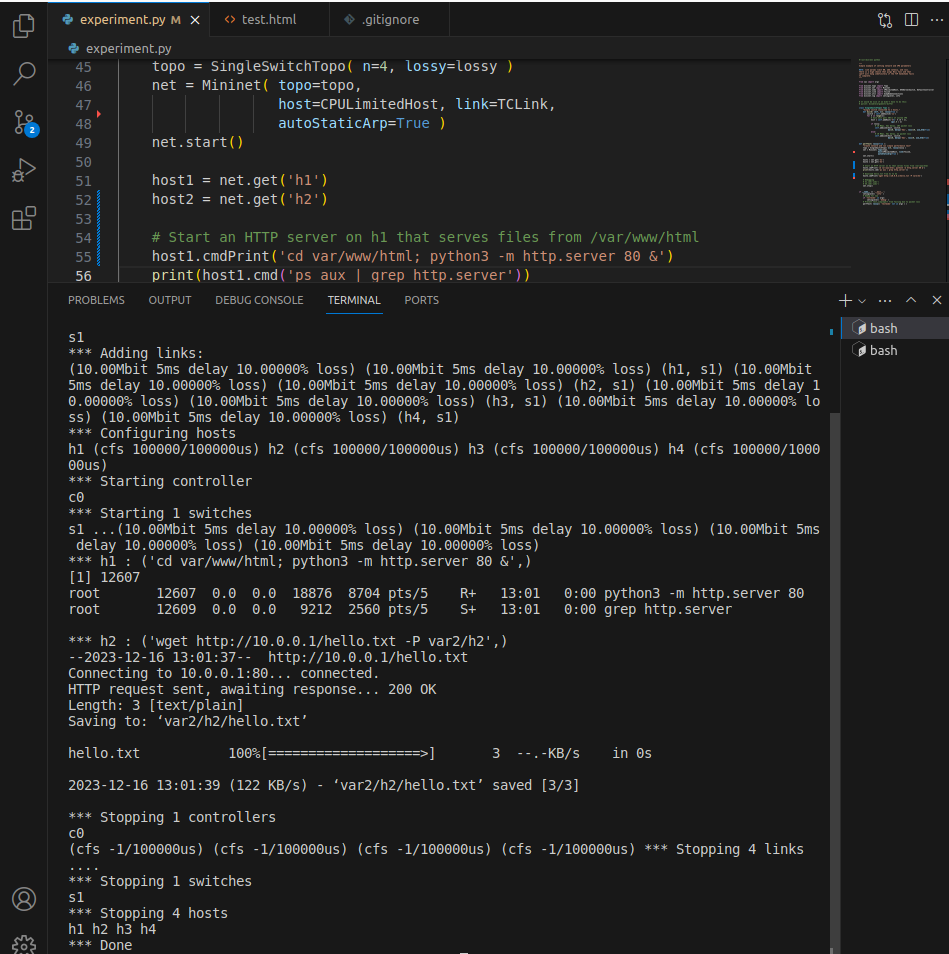 experiment.py M
test.html
.gitignore
experiment.py
45 topo = SingleSwitchTopo( n=4, lossy=lossy )
46 net = Mininet( topo=topo,
47 host=CPULimitedHost, link=TCLink,
48 autoStaticArp=True )
49 net.start()
50
51 host1 = net.get('h1')
52 host2 = net.get('h2')
53
54 # Start an HTTP server on h1 that serves files from /var/www/html
55 host1.cmdPrint('cd var/www/html; python3 -m http.server 80 &')
56 print(host1.cmd('ps aux | grep http.server'))
2
PROBLEMS OUTPUT DEBUG CONSOLE TERMINAL PORTS
bash
bash
s1
*** Adding links:
(10.00Mbit 5ms delay 10.00000% loss) (10.00Mbit 5ms delay 10.00000% loss) (h1, s1) (10.00Mbit
5ms delay 10.00000% loss) (10.00Mbit 5ms delay 10.00000% loss) (h2, s1) (10.00Mbit 5ms delay 1
0.00000% loss) (10.00Mbit 5ms delay 10.00000% loss) (h3, s1) (10.00Mbit 5ms delay 10.00000% lo
ss) (10.00Mbit 5ms delay 10.00000% loss) (h4, s1)
*** Configuring hosts
h1 (cfs 100000/100000us) h2 (cfs 100000/100000us) h3 (cfs 100000/100000us) h4 (cfs 100000/1000
00us)
*** Starting controller
c0
*** Starting 1 switches
s1 ...(10.00Mbit 5ms delay 10.00000% loss) (10.00Mbit 5ms delay 10.00000% loss) (10.00Mbit 5ms
delay 10.00000% loss) (10.00Mbit 5ms delay 10.00000% loss)
*** h1 : ('cd var/www/html; python3 -m http.server 80 &',)
[1] 12607
root 12607 0.0 0.0 18876 8704 pts/5 R+ 13:01 0:00 python3 -m http.server 80
root 12609 0.0 0.0 9212 2560 pts/5 S+ 13:01 0:00 grep http.server
*** h2 : ('wget http://10.0.0.1/hello.txt -P var2/h2',)
--2023-12-16 13:01:37-- http://10.0.0.1/hello.txt
Connecting to 10.0.0.1:80... connected.
HTTP request sent, awaiting response... 200 OK
Length: 3 [text/plain]
Saving to: ‘var2/h2/hello.txt’
hello.txt 100%[===================>] 3 --.-KB/s in 0s
2023-12-16 13:01:39 (122 KB/s) - ‘var2/h2/hello.txt’ saved [3/3]
*** Stopping 1 controllers
c0
(cfs -1/100000us) (cfs -1/100000us) (cfs -1/100000us) (cfs -1/100000us) *** Stopping 4 links
....
*** Stopping 1 switches
s1
*** Stopping 4 hosts
h1 h2 h3 h4
*** Done